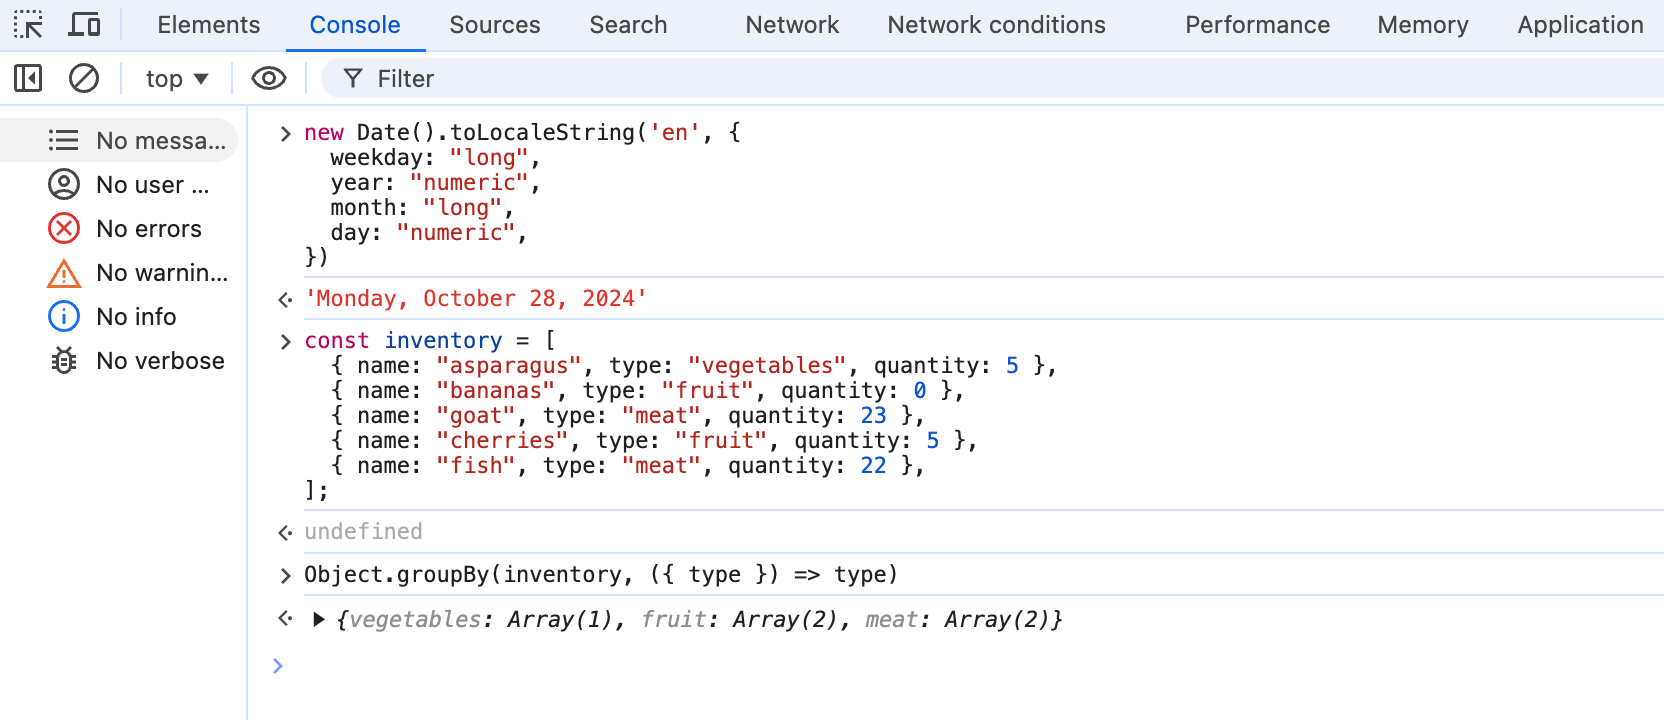 Elements Console Sources Search Network Network conditions Performance Memory Application
top Filter
No messa...
No user ...
No errors
No warnin...
No info
No verbose
new Date().toLocaleString('en', {
  weekday: "long",
  year: "numeric",
  month: "long",
  day: "numeric",
})
'Monday, October 28, 2024'
const inventory = [
  { name: "asparagus", type: "vegetables", quantity: 5 },
  { name: "bananas", type: "fruit", quantity: 0 },
  { name: "goat", type: "meat", quantity: 23 },
  { name: "cherries", type: "fruit", quantity: 5 },
  { name: "fish", type: "meat", quantity: 22 },
];
undefined
Object.groupBy(inventory, ({ type }) => type)
{vegetables: Array(1), fruit: Array(2), meat: Array(2)}